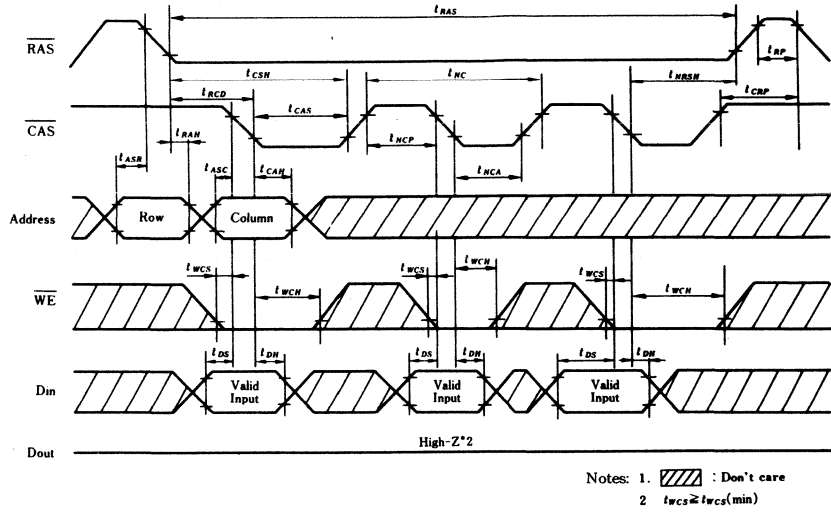 tRAS
RAS
tRP
tCSH
tNC
tNRSH
tRCD
tCAS
tCRP
CAS
tRAH
tNCP
tASR
tASC
tCAH
tNCA
Address
Row
Column
tWCS
tWCH
tWCS
tWCH
tWCS
tWCH
WE
tDS
tDH
tDS
tDH
tDS
tDH
Din
Valid Input
Valid Input
Valid Input
High-Z*2
Dout
Notes: 1. : Don't care
2 tWCS≧tWCS(min)